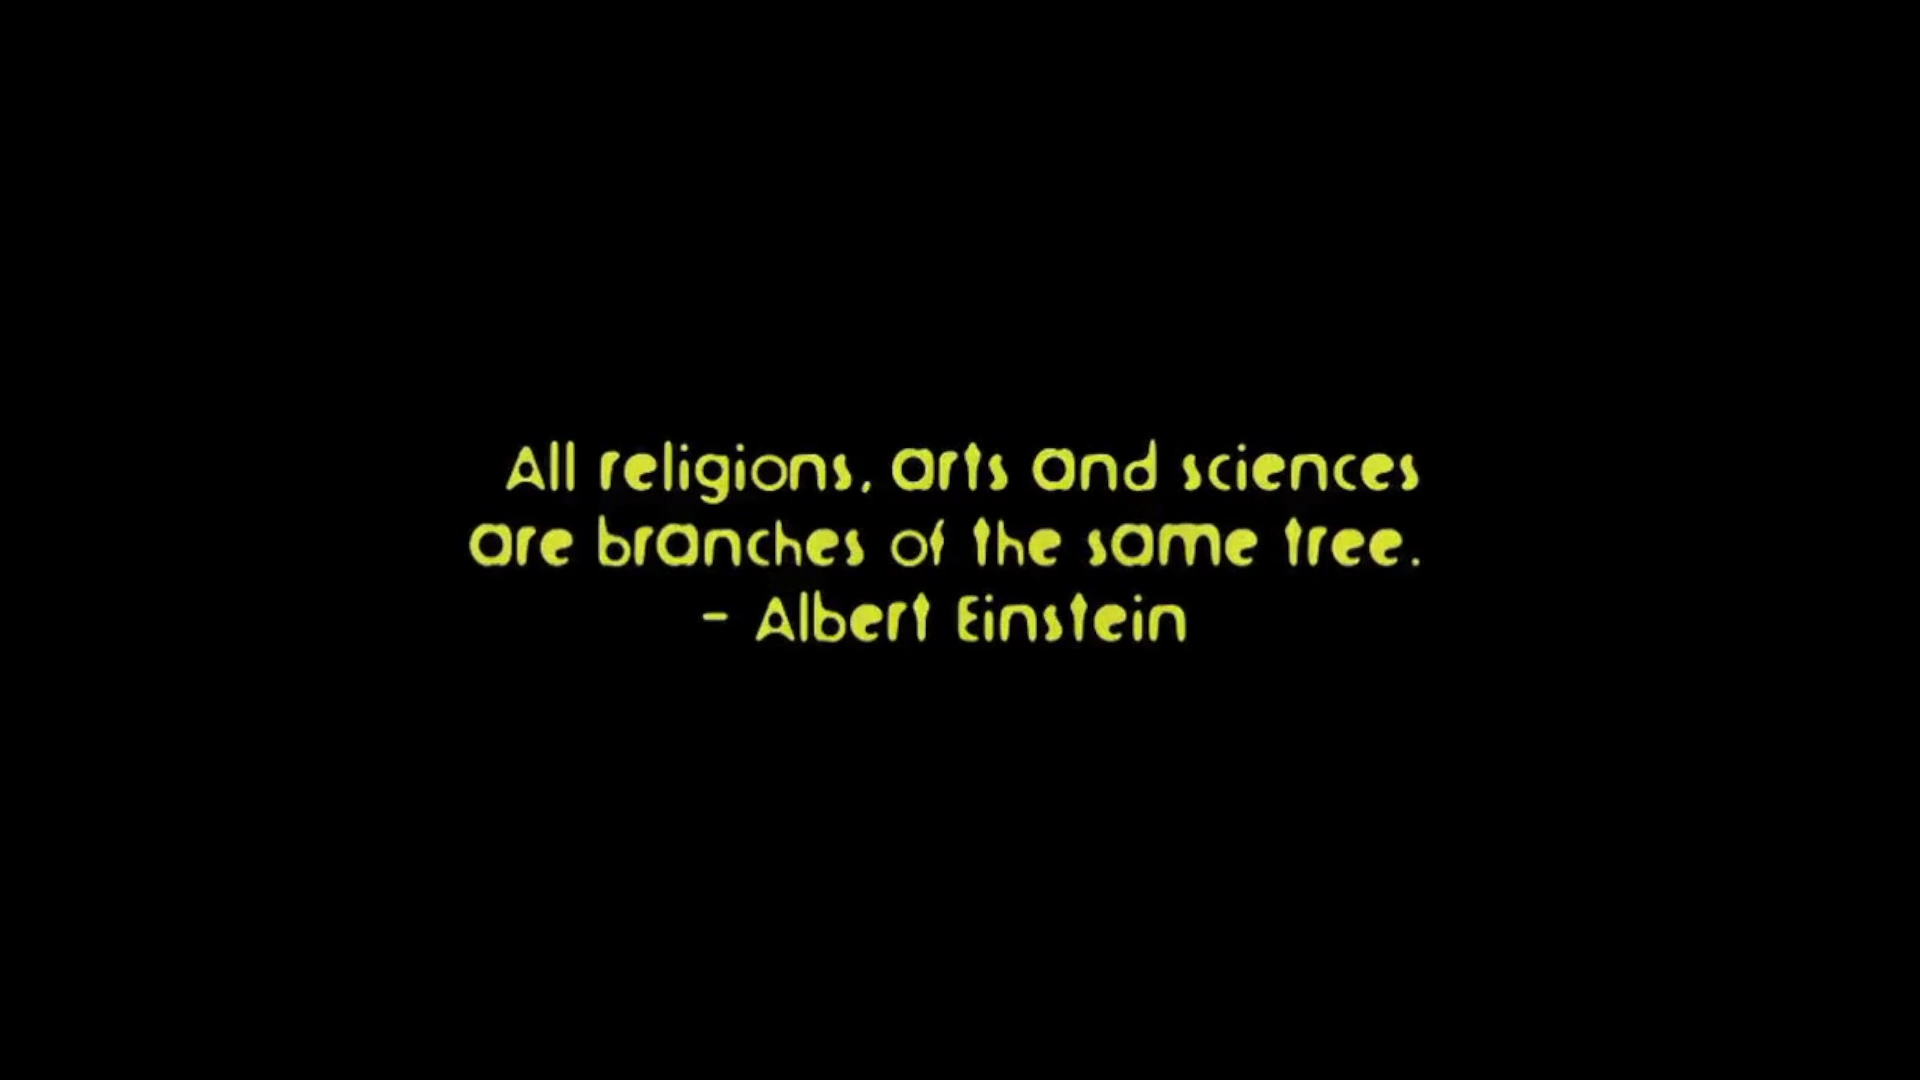 All religions, arts and sciences
are branches of the same tree.
- Albert Einstein